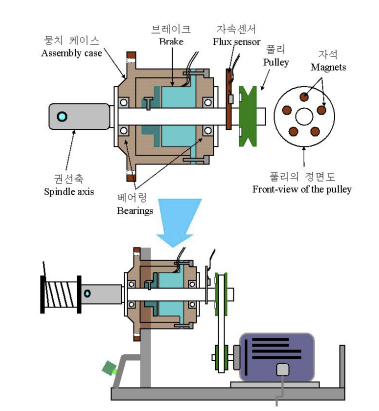 뭉치 케이스
Assembly case
브레이크
Brake
자속센서
Flux sensor
풀리
Pulley
자석
Magnets
권선축
Spindle axis
베어링
Bearings
풀리의 정면도
Front-view of the pulley